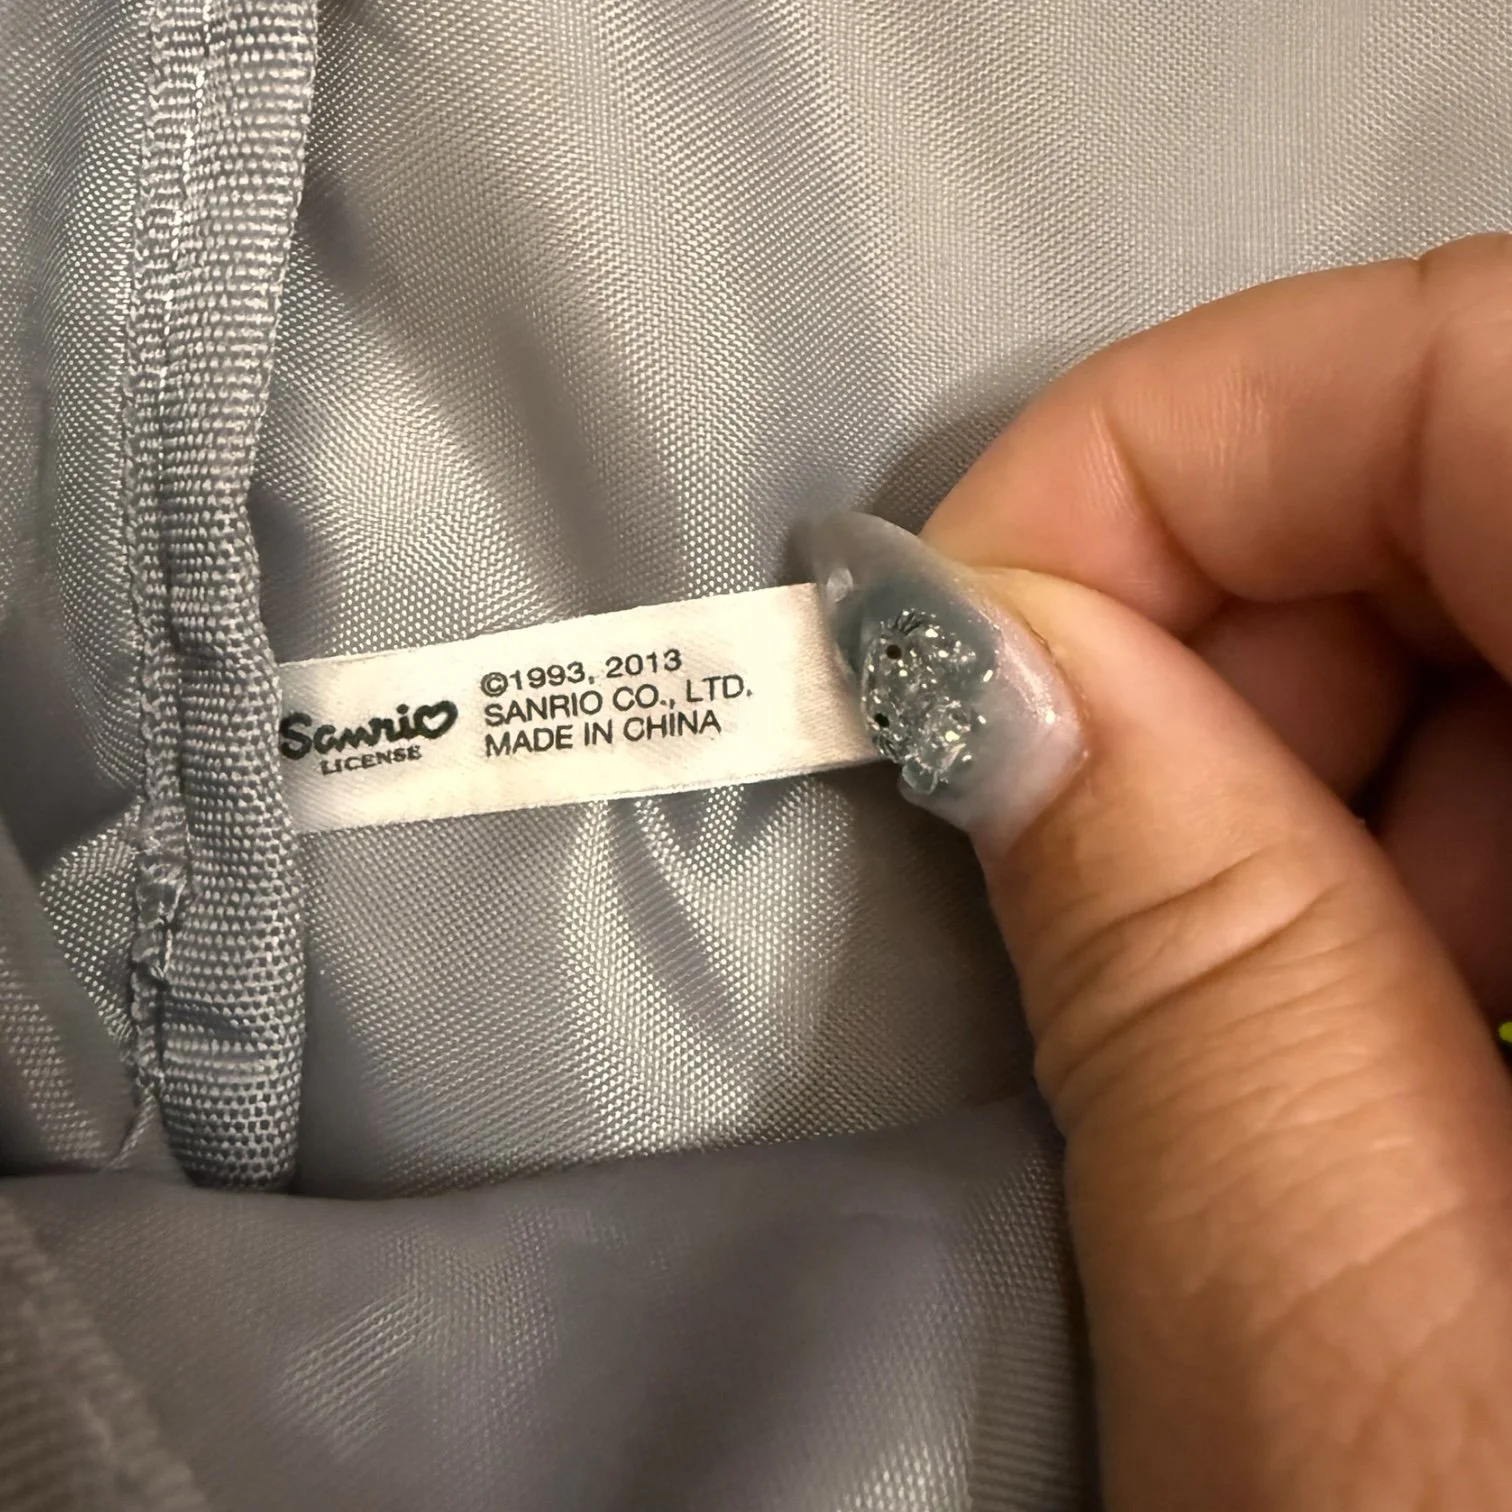 Sanrio
LICENSE
©1993, 2013
SANRIO CO., LTD.
MADE IN CHINA